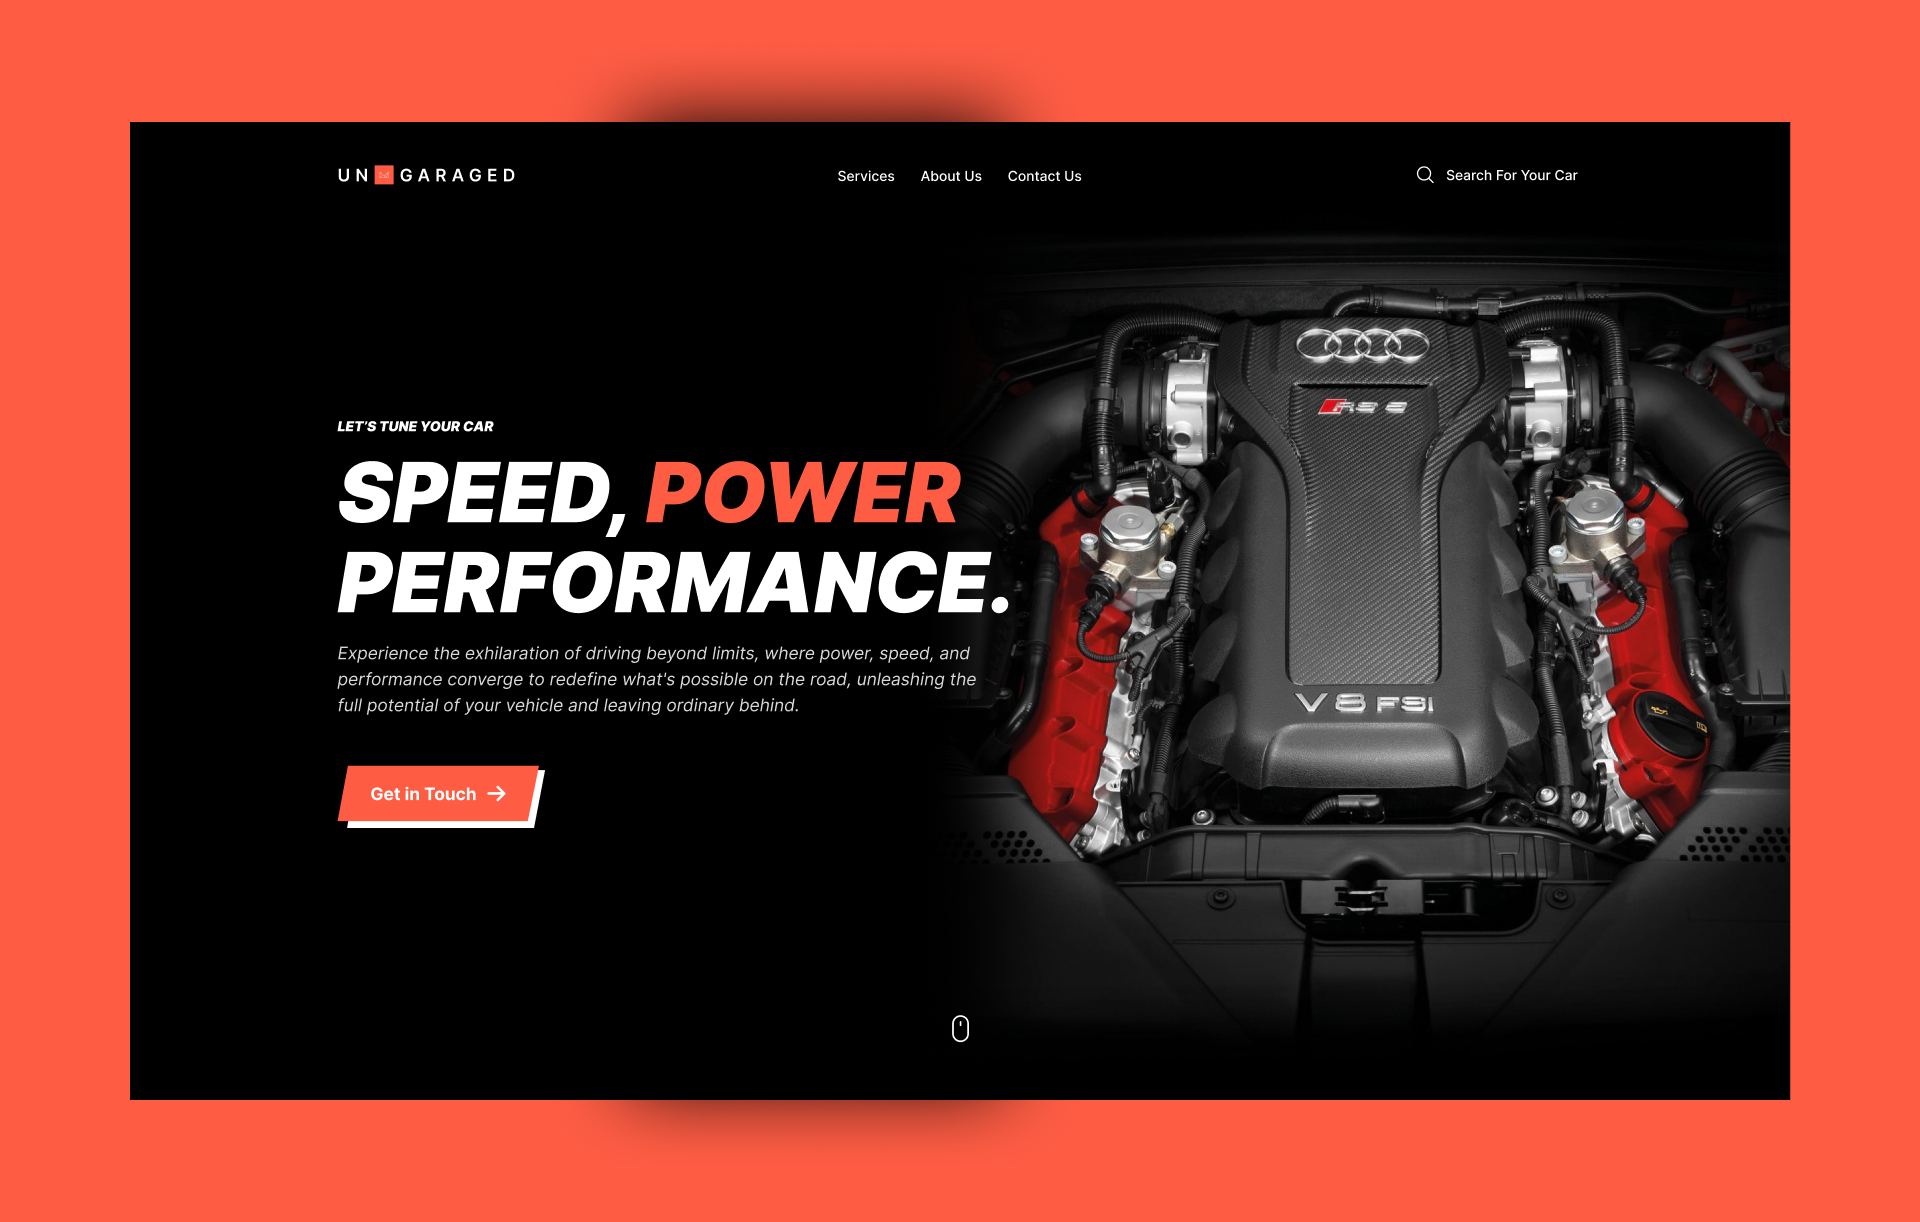 UN GARAGED
Services About Us Contact Us
Search For Your Car
LET'S TUNE YOUR CAR
SPEED, POWER
PERFORMANCE.
Experience the exhilaration of driving beyond limits, where power, speed, and
performance converge to redefine what's possible on the road, unleashing the
full potential of your vehicle and leaving ordinary behind.
Get in Touch
V8 FSI